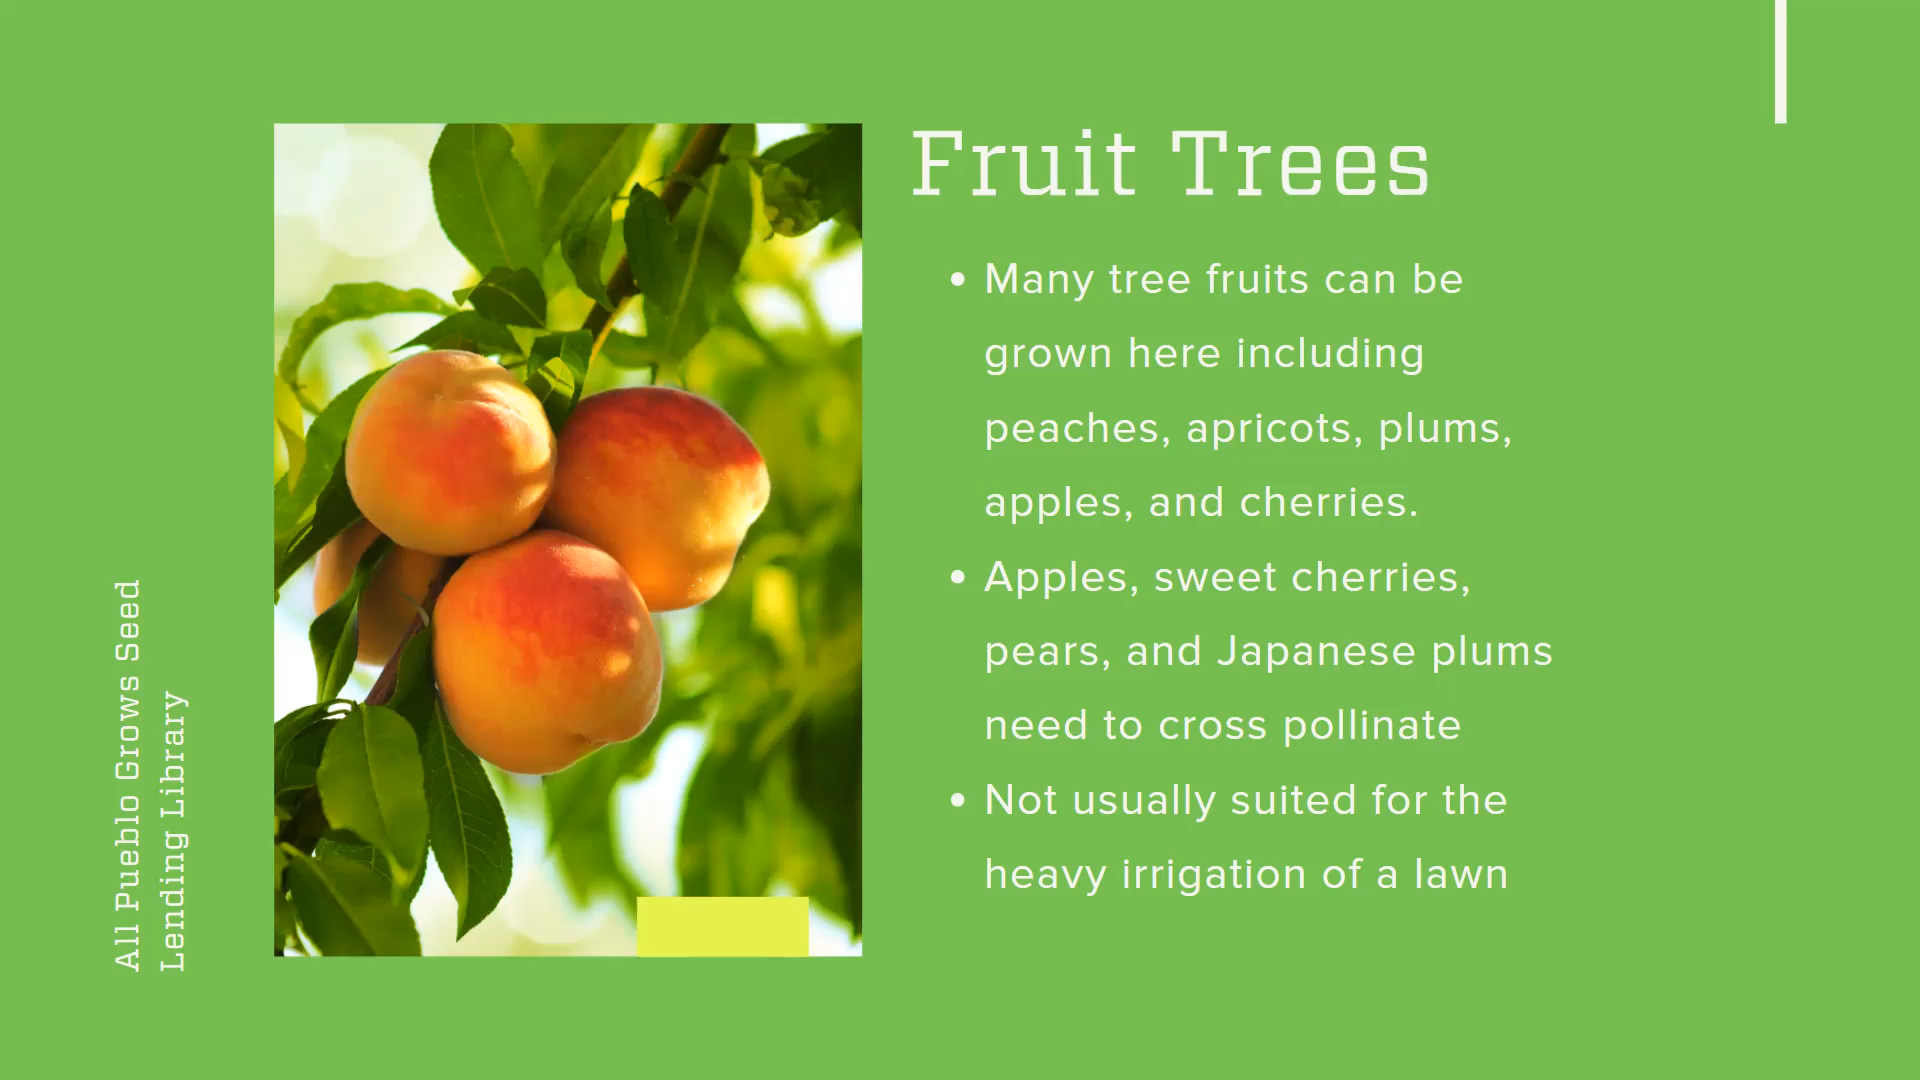 Fruit Trees
• Many tree fruits can be
grown here including
peaches, apricots, plums,
apples, and cherries.
• Apples, sweet cherries,
pears, and Japanese plums
need to cross pollinate
• Not usually suited for the
heavy irrigation of a lawn
All Pueblo Grows Seed
Lending Library